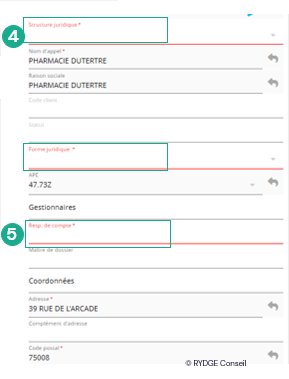 4
Structure juridique *
Nom d'appel *
PHARMACIE DUTERTRE
Raison sociale
PHARMACIE DUTERTRE
Code client
Statut
Forme juridique *
APE
47.73Z
Gestionnaires
5
Resp. de compte *
Maître de dossier
Coordonnées
Adresse *
39 RUE DE L'ARCADE
Complément d'adresse
Code postal *
75008
© RYDGE Conseil